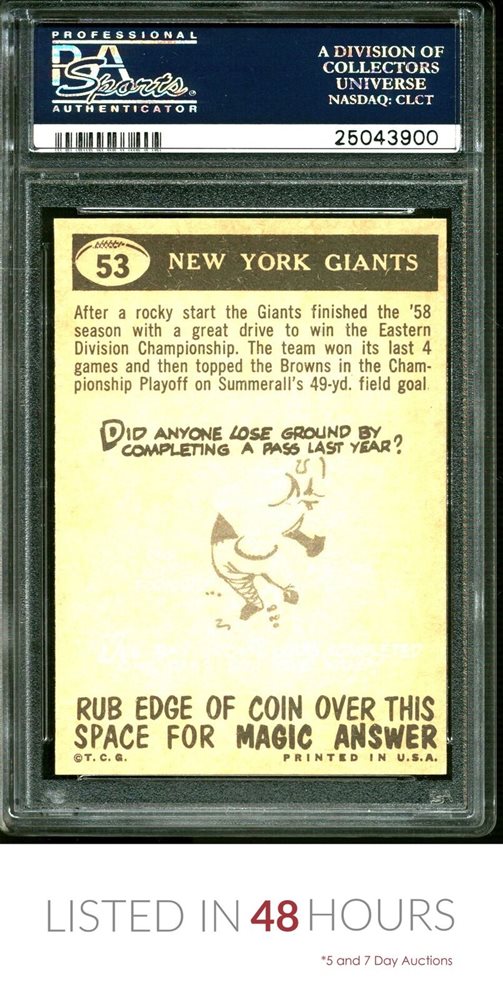 PROFESSIONAL
PSA
Sports
AUTHENTICATOR
A DIVISION OF
COLLECTORS
UNIVERSE
NASDAQ: CLCT
25043900
53 NEW YORK GIANTS
After a rocky start the Giants finished the '58
season with a great drive to win the Eastern
Division Championship. The team won its last 4
games and then topped the Browns in the Cham-
pionship Playoff on Summerall's 49-yd. field goal
DID ANYONE LOSE GROUND BY
COMPLETING A PASS LAST YEAR?
RUB EDGE OF COIN OVER THIS
SPACE FOR MAGIC ANSWER
©T.C.G.
PRINTED IN U.S.A.
LISTED IN 48 HOURS
*5 and 7 Day Auctions